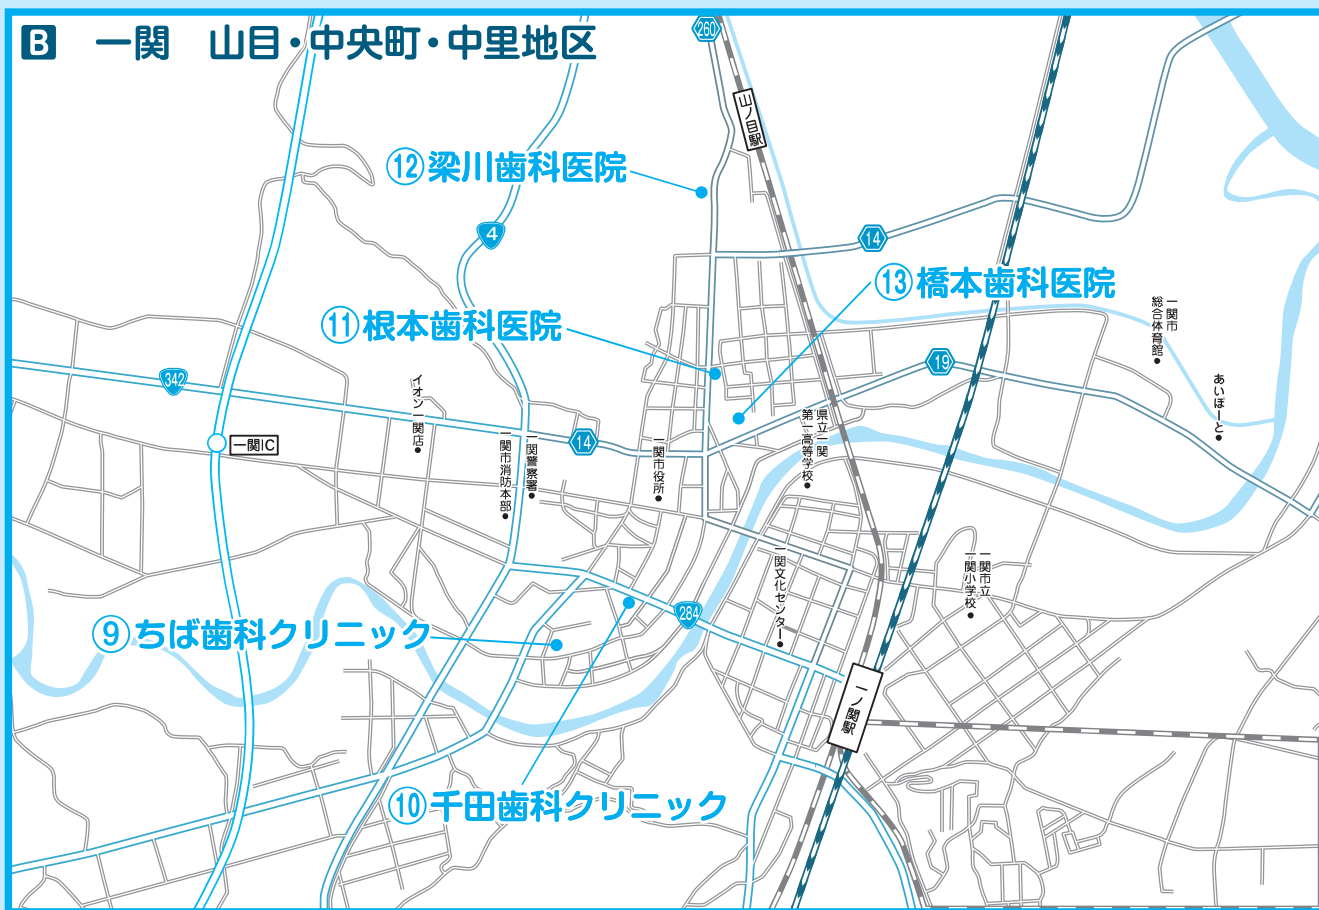 B 一関 山目・中央町・中里地区
260
山ノ目駅
⑫梁川歯科医院
4
14
⑬橋本歯科医院
⑪根本歯科医院
一関市
総合体育館
19
342
イオン一関店
あいぽーと
県立一関
第一高等学校
14
一関IC
一関市消防本部
一関警察署
一関市役所
一関文化センター
一関市立
一関小学校
284
⑨ちば歯科クリニック
一ノ関駅
⑩千田歯科クリニック